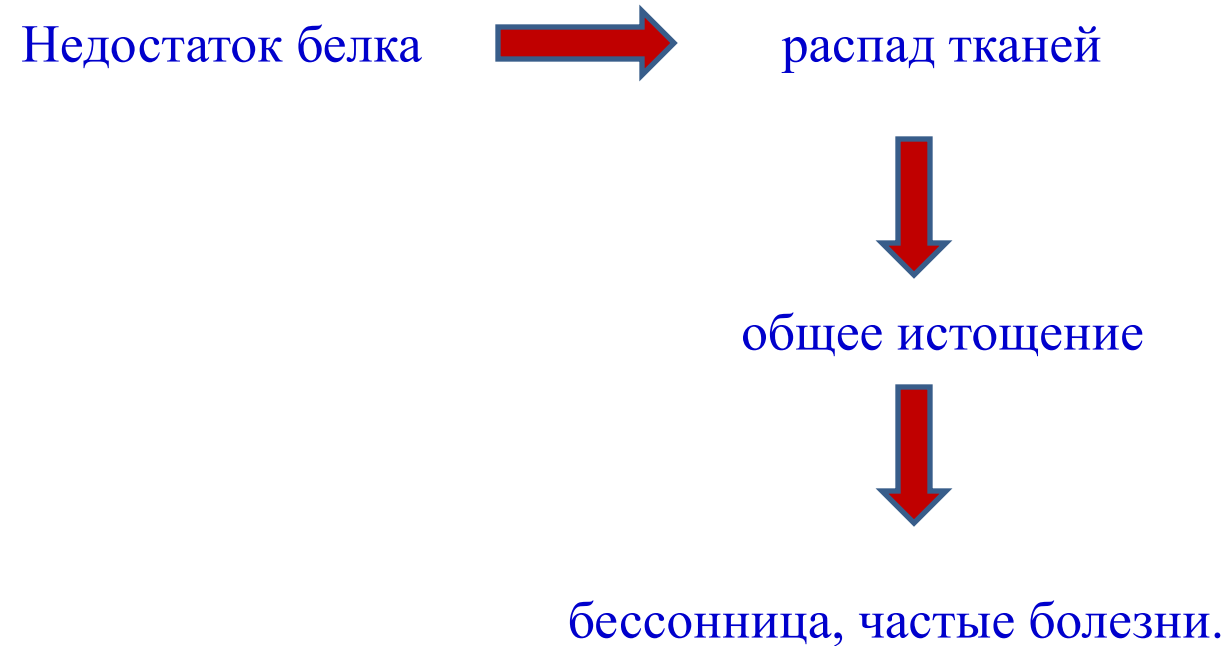 Недостаток белка
распад тканей
общее истощение
бессонница, частые болезни.